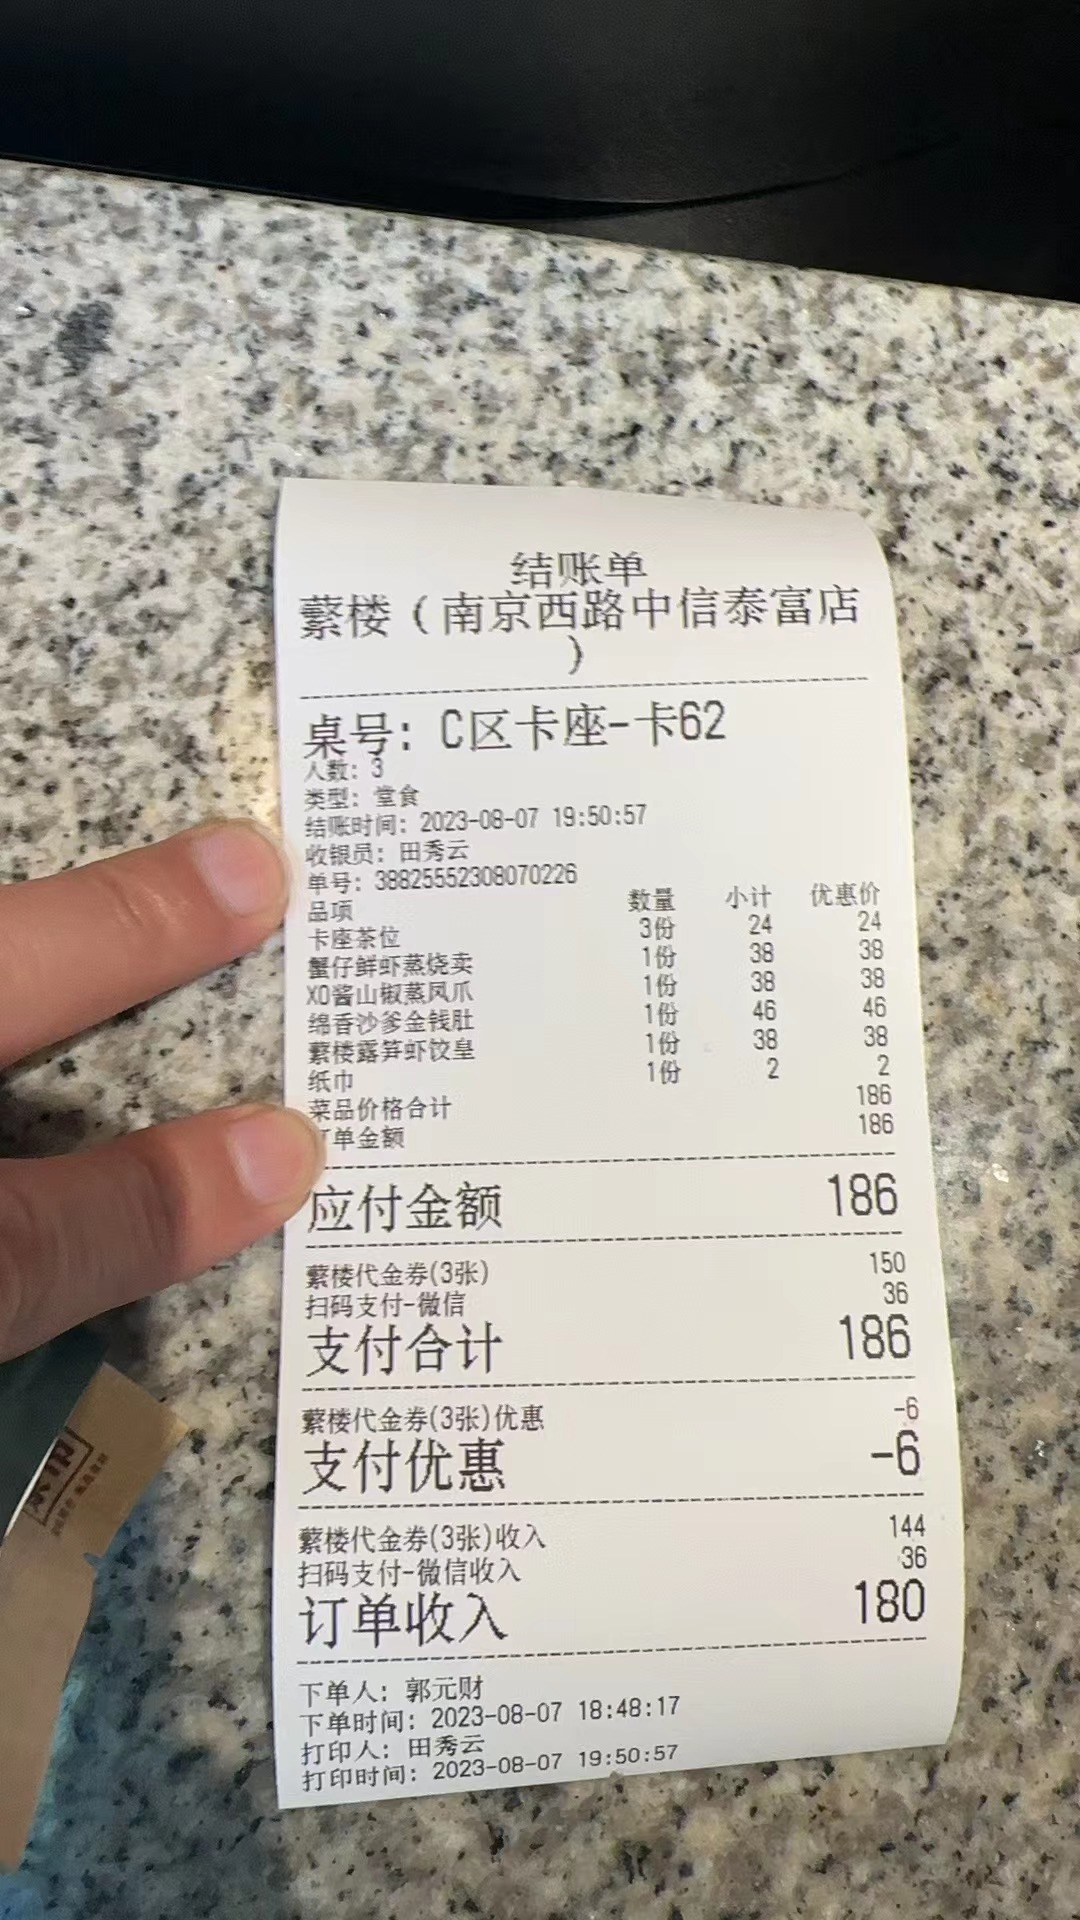 结账单
蘩楼（南京西路中信泰富店
）
桌号：C区卡座-卡62
人数：3
类型：堂食
结账时间：2023-08-07 19:50:57
收银员：田秀云
单号：38825552308070226
品项 数量 小计 优惠价
卡座茶位 3份 24 24
蟹仔鲜虾蒸烧卖 1份 38 38
XO酱山椒蒸凤爪 1份 38 38
绵香沙爹金钱肚 1份 46 46
蘩楼露笋虾饺皇 1份 38 38
纸巾 1份 2 2
菜品价格合计 186
单金额 186
应付金额 186
蘩楼代金券(3张) 150
扫码支付-微信 36
支付合计 186
蘩楼代金券(3张)优惠 -6
支付优惠 -6
蘩楼代金券(3张)收入 144
扫码支付-微信收入 36
订单收入 180
下单人：郭元财
下单时间：2023-08-07 18:48:17
打印人：田秀云
打印时间：2023-08-07 19:50:57